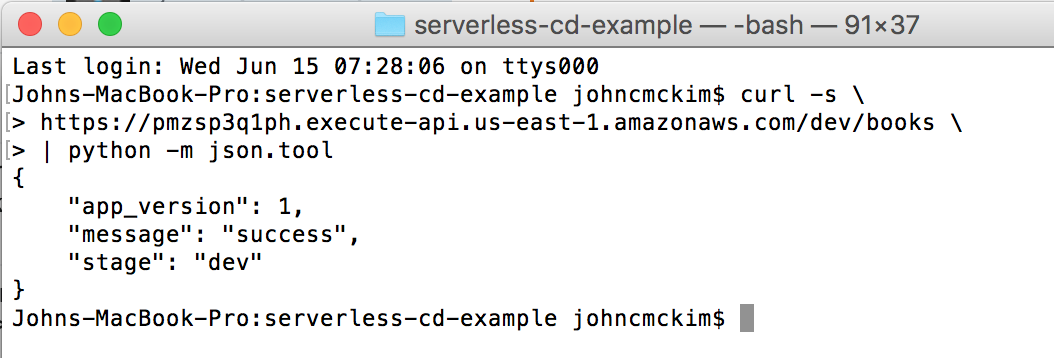 serverless-cd-example — -bash — 91×37
Last login: Wed Jun 15 07:28:06 on ttys000
[Johns-MacBook-Pro:serverless-cd-example johncmckim$ curl -s \
[> https://pmzsp3q1ph.execute-api.us-east-1.amazonaws.com/dev/books \
[> | python -m json.tool
{
    "app_version": 1,
    "message": "success",
    "stage": "dev"
}
Johns-MacBook-Pro:serverless-cd-example johncmckim$